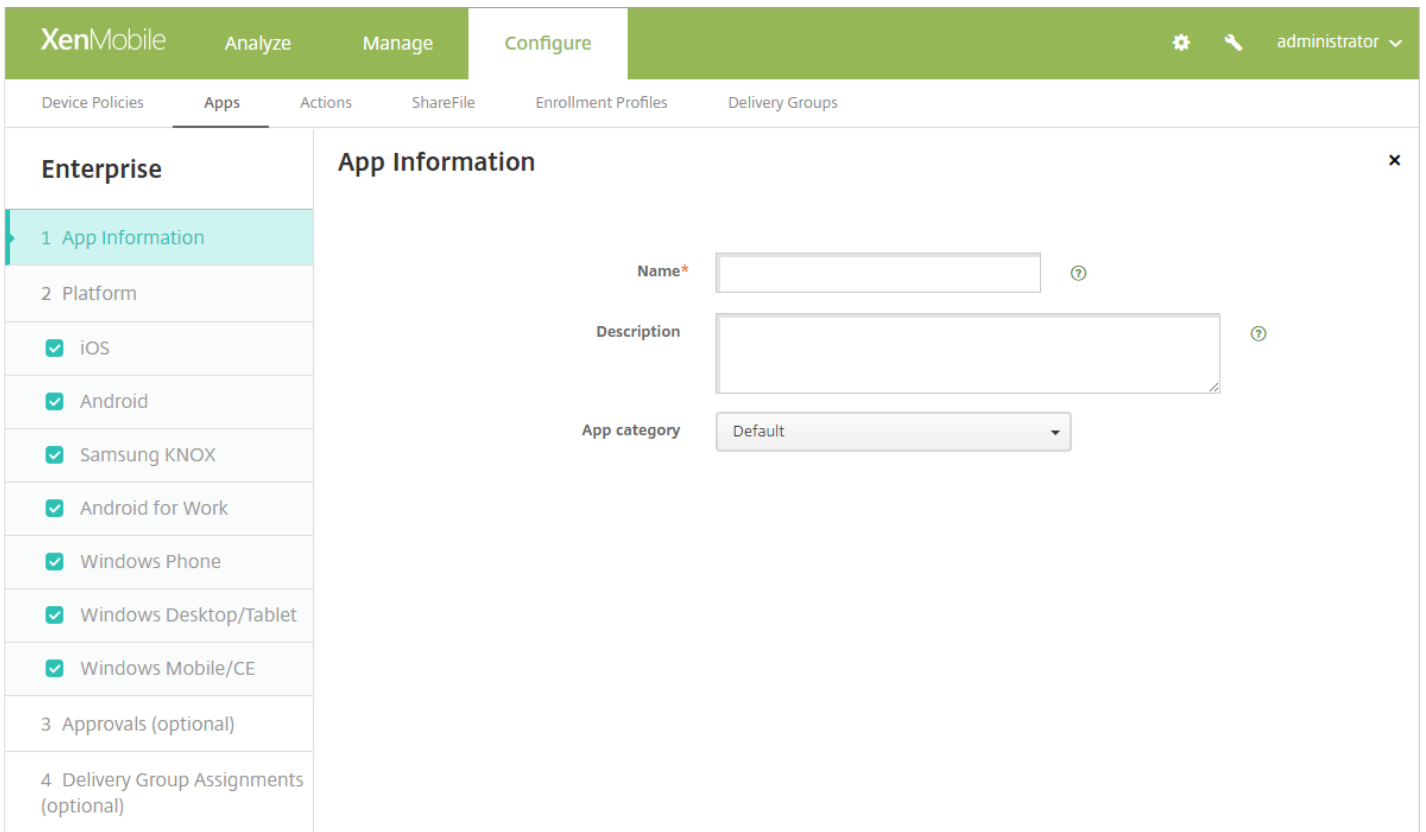 XenMobile Analyze Manage Configure administrator
Device Policies Apps Actions ShareFile Enrollment Profiles Delivery Groups
Enterprise
1 App Information
2 Platform
iOS
Android
Samsung KNOX
Android for Work
Windows Phone
Windows Desktop/Tablet
Windows Mobile/CE
3 Approvals (optional)
4 Delivery Group Assignments
(optional)
App Information
Name*
Description
App category Default